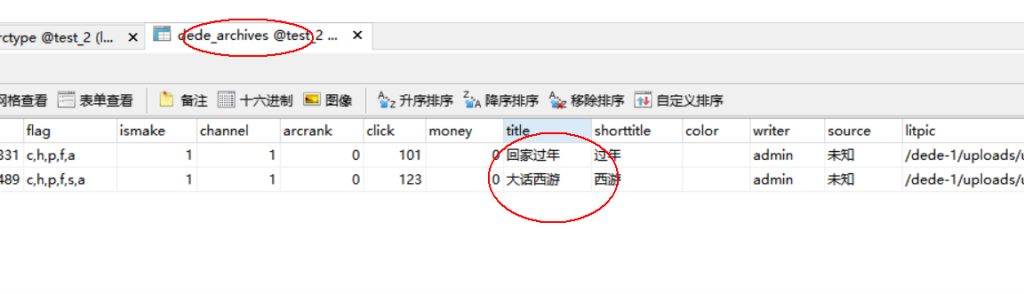 rctype @test_2 (l... dede_archives @test_2 ...
网格查看 表单查看 备注 十六进制 图像 升序排序 降序排序 移除排序 自定义排序
flag ismake channel arcrank click money title shorttitle color writer source litpic
331 c,h,p,f,a 1 1 0 101 0 回家过年 过年 admin 未知 /dede-1/uploads/u
489 c,h,p,f,s,a 1 1 0 123 0 大话西游 西游 admin 未知 /dede-1/uploads/u